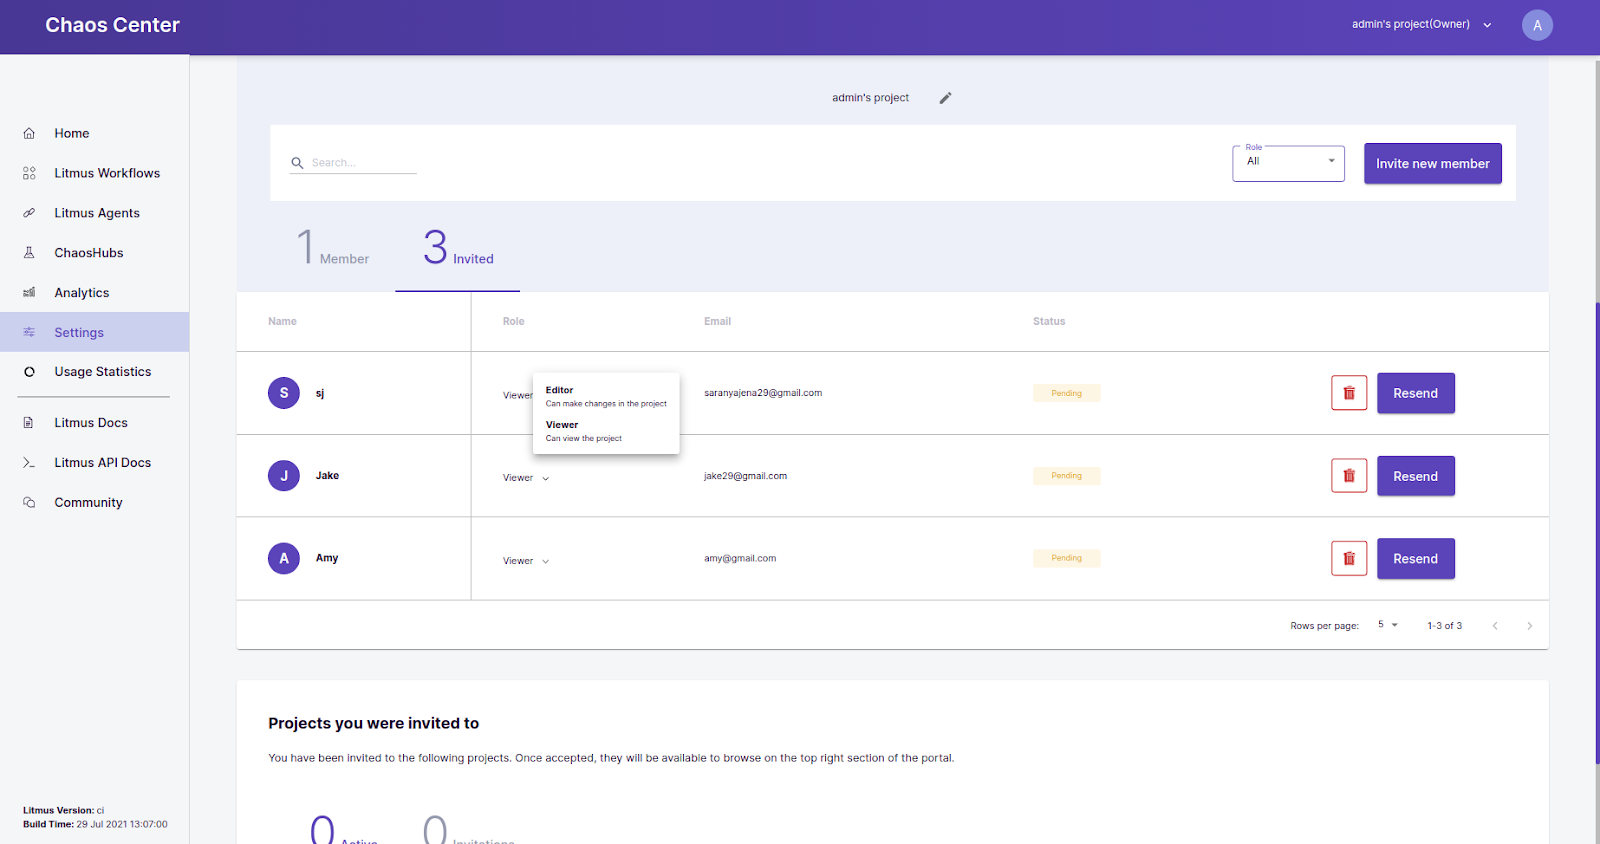 Chaos Center
admin's project(Owner)
A
Home
Litmus Workflows
Litmus Agents
ChaosHubs
Analytics
Settings
Usage Statistics
Litmus Docs
Litmus API Docs
Community
Litmus Version: ci
Build Time: 29 Jul 2021 13:07:00
admin's project
Search...
Role
All
Invite new member
1 Member
3 Invited
Name Role Email Status
S sj Viewer saranyajena29@gmail.com Pending Resend
Editor
Can make changes in the project
Viewer
Can view the project
J Jake Viewer jake29@gmail.com Pending Resend
A Amy Viewer amy@gmail.com Pending Resend
Rows per page: 5 1-3 of 3
Projects you were invited to
You have been invited to the following projects. Once accepted, they will be available to browse on the top right section of the portal.
0 Active
0 Invitations